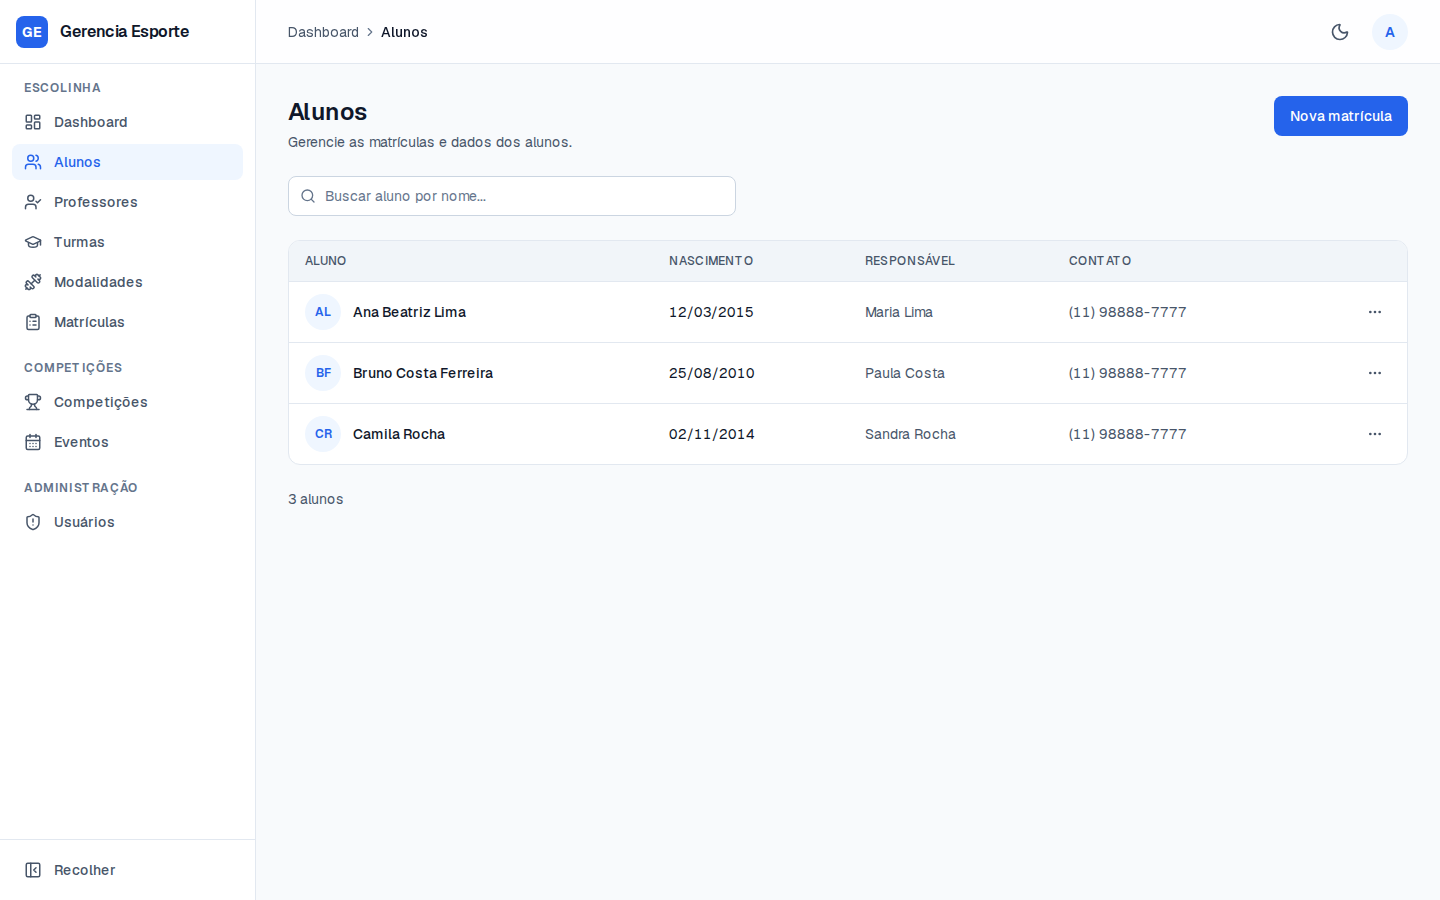 GE Gerencia Esporte
Dashboard > Alunos
A
ESCOLINHA
Dashboard
Alunos
Professores
Turmas
Modalidades
Matrículas
COMPETIÇÕES
Competições
Eventos
ADMINISTRAÇÃO
Usuários
Recolher
Alunos
Gerencie as matrículas e dados dos alunos.
Nova matrícula
Buscar aluno por nome...
ALUNO NASCIMENTO RESPONSÁVEL CONTATO
AL Ana Beatriz Lima 12/03/2015 Maria Lima (11) 98888-7777
BF Bruno Costa Ferreira 25/08/2010 Paula Costa (11) 98888-7777
CR Camila Rocha 02/11/2014 Sandra Rocha (11) 98888-7777
3 alunos